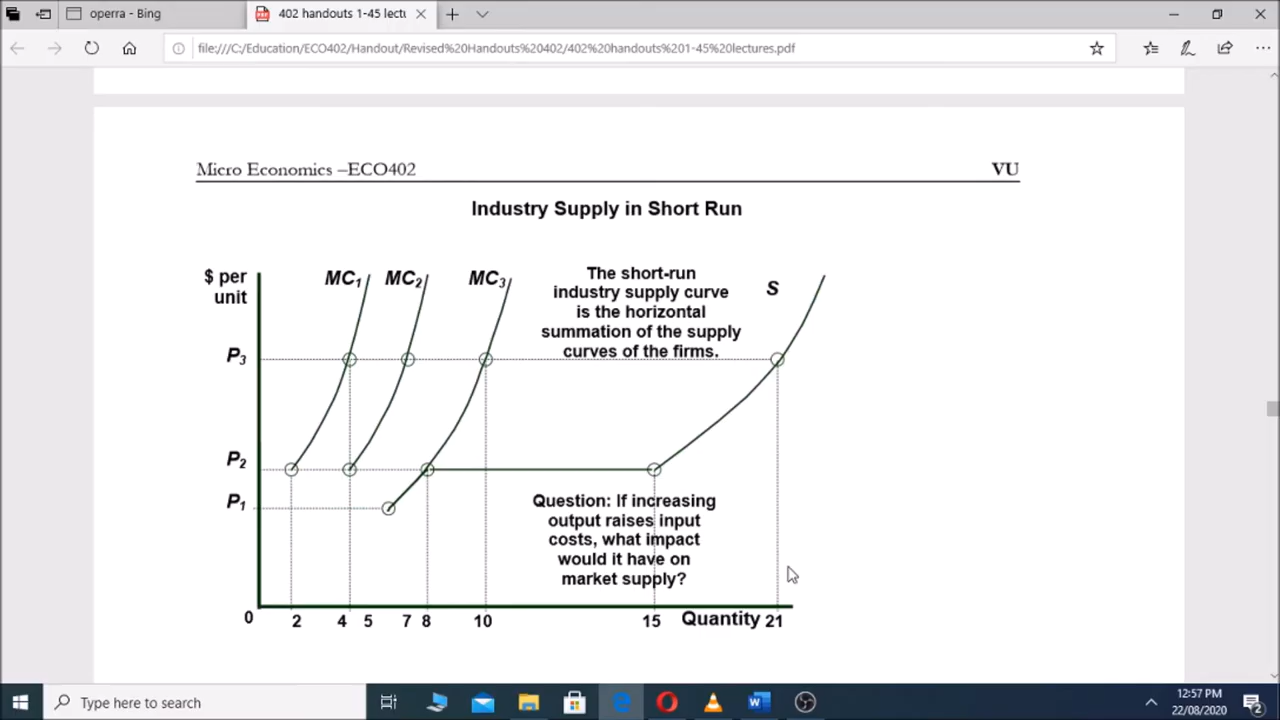 operra - Bing
402 handouts 1-45 lectu
file:///C:/Education/ECO402/Handout/Revised%20Handouts%20402/402%20handouts%201-45%20lectures.pdf
Micro Economics –ECO402
VU
Industry Supply in Short Run
$ per
unit
MC1
MC2
MC3
The short-run
industry supply curve
is the horizontal
summation of the supply
curves of the firms.
S
P3
P2
P1
Question: If increasing
output raises input
costs, what impact
would it have on
market supply?
0
2
4
5
7
8
10
15
Quantity
21
Type here to search
12:57 PM
22/08/2020
2